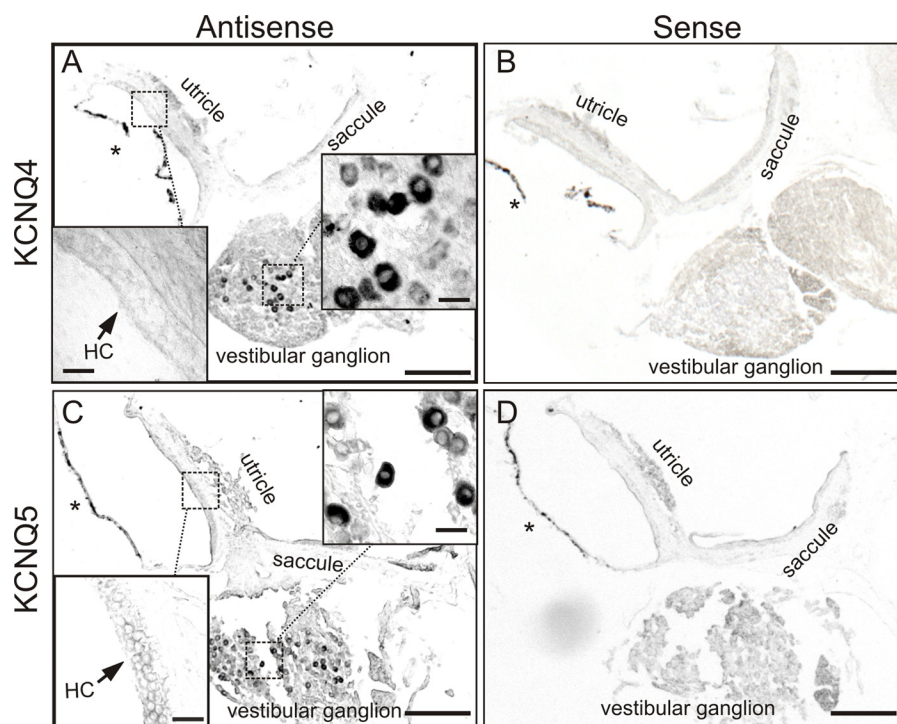 Antisense
Sense
KCNQ4
A
utricle
*
saccule
HC
vestibular ganglion
B
utricle
*
saccule
vestibular ganglion
KCNQ5
C
utricle
*
saccule
HC
vestibular ganglion
D
utricle
*
saccule
vestibular ganglion